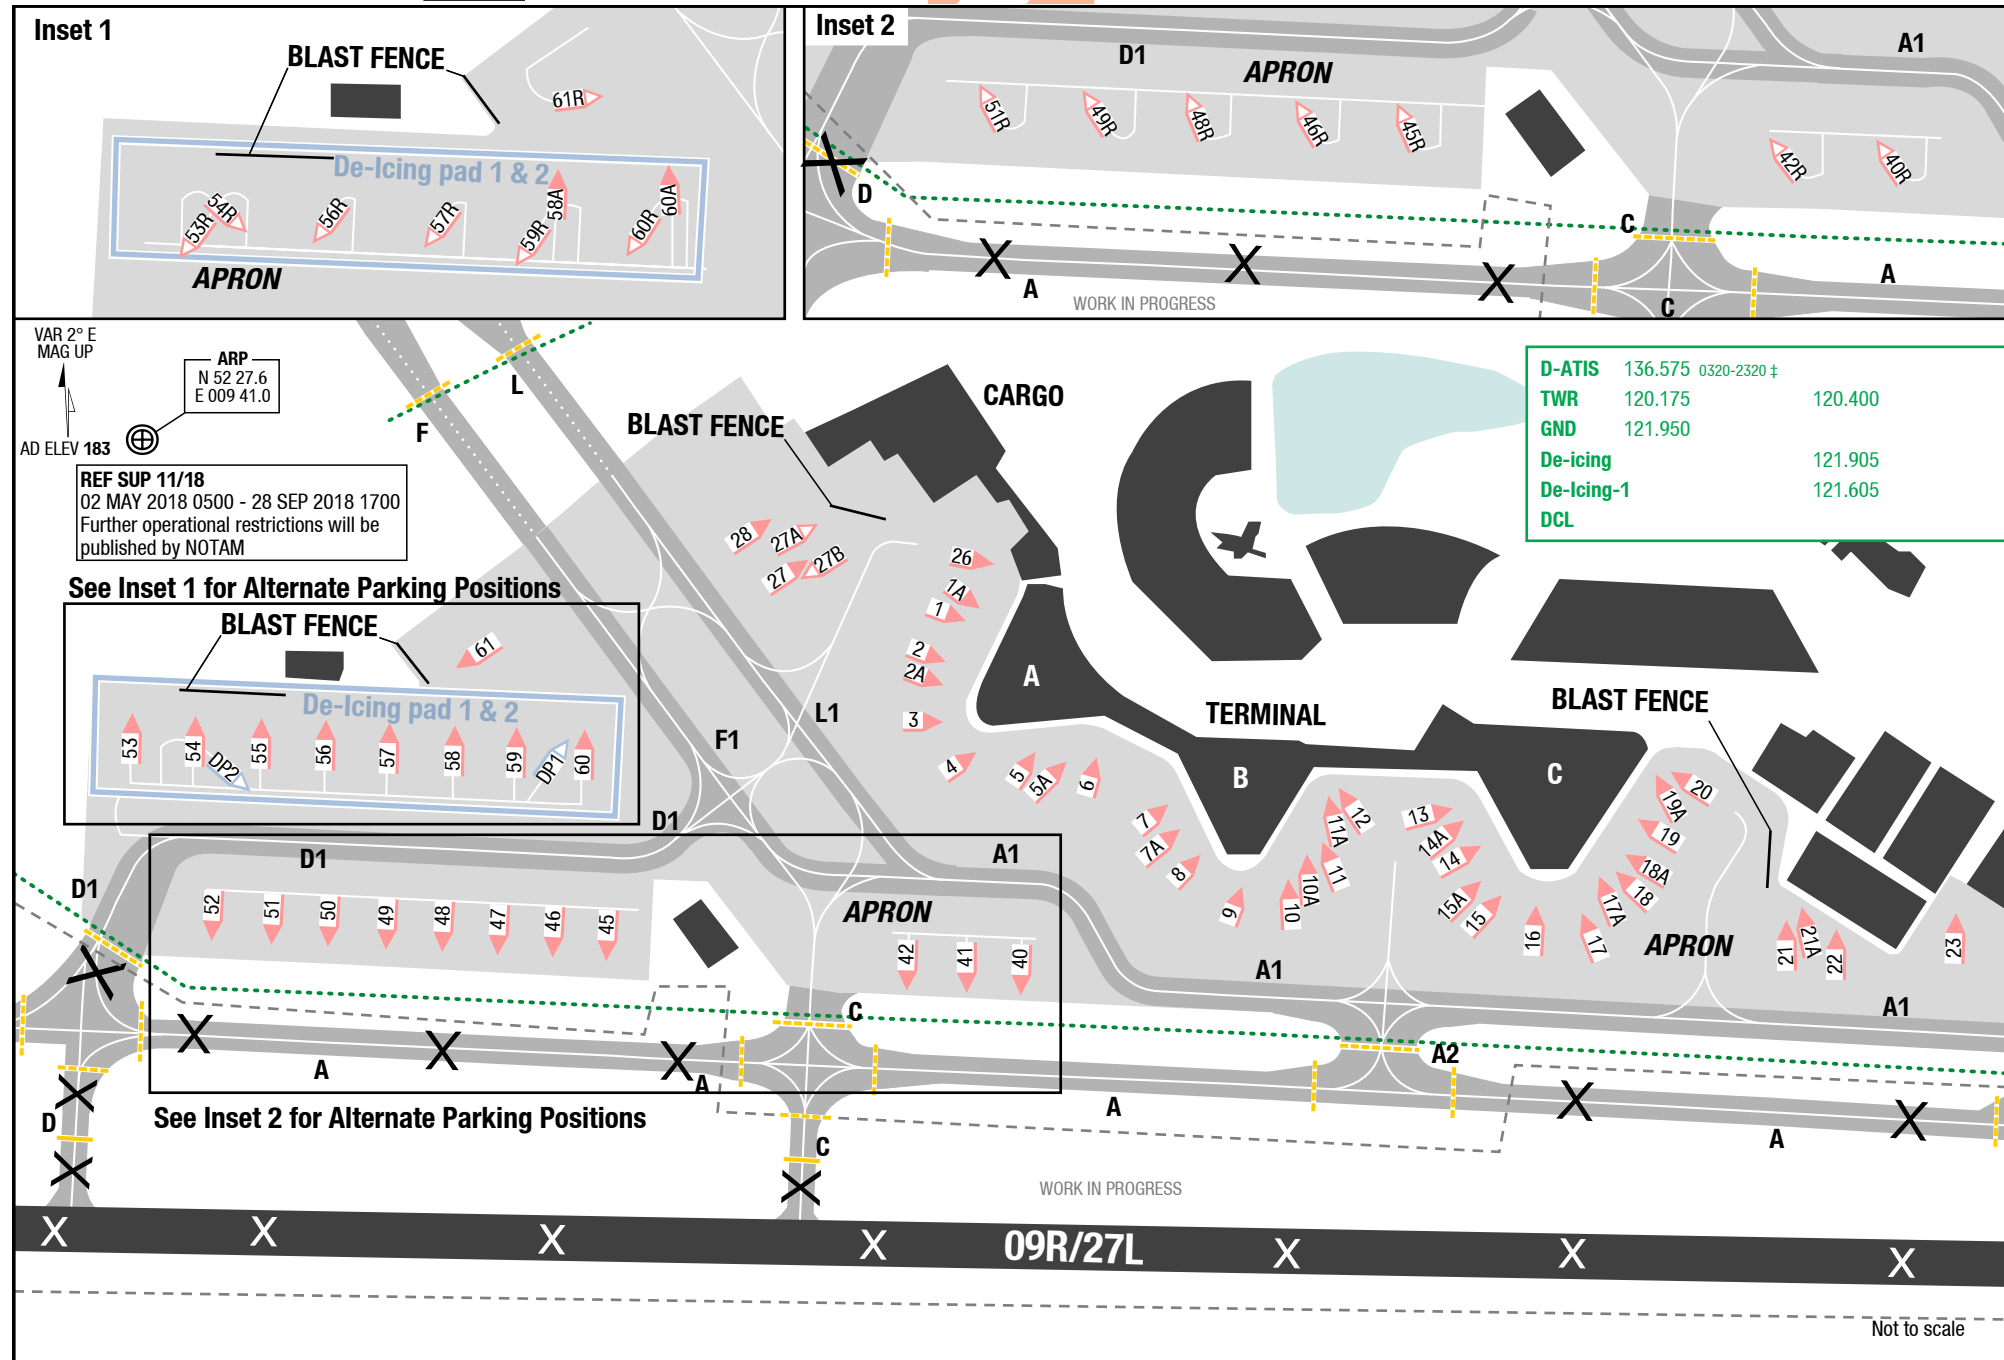 Inset 1
BLAST FENCE
61R
De-Icing pad 1 & 2
53R
54R
56R
57R
59R
58A
60R
60A
APRON
Inset 2
D1
APRON
A1
51R
49R
48R
46R
45R
42R
40R
D
C
A
A
C
WORK IN PROGRESS
VAR 2° E
MAG UP
ARP
N 52 27.6
E 009 41.0
AD ELEV 183
REF SUP 11/18
02 MAY 2018 0500 - 28 SEP 2018 1700
Further operational restrictions will be
published by NOTAM
F
L
BLAST FENCE
CARGO
D-ATIS 136.575 0320-2320 ‡
TWR 120.175 120.400
GND 121.950
De-icing 121.905
De-Icing-1 121.605
DCL
See Inset 1 for Alternate Parking Positions
BLAST FENCE
61
De-Icing pad 1 & 2
53
54
DP2
55
56
57
58
59
DP1
60
28
27A
27
27B
26
1A
1
2
2A
3
4
5
5A
6
A
TERMINAL
B
C
BLAST FENCE
L1
F1
7
7A
8
9
10
10A
11
11A
12
13
14A
14
15A
15
16
17
17A
18
18A
19
19A
20
21
21A
22
23
APRON
D1
D1
D1
A1
A1
A1
52
51
50
49
48
47
46
45
APRON
42
41
40
C
A
A
A2
A
A
D
C
See Inset 2 for Alternate Parking Positions
WORK IN PROGRESS
09R/27L
Not to scale